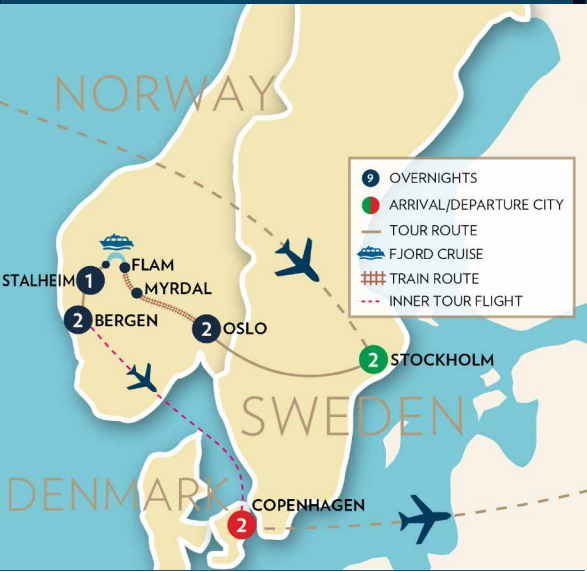 NORWAY
9 OVERNIGHTS
ARRIVAL/DEPARTURE CITY
TOUR ROUTE
FJORD CRUISE
TRAIN ROUTE
INNER TOUR FLIGHT
FLAM
STALHEIM 1
MYRDAL
2 BERGEN
2 OSLO
2 STOCKHOLM
SWEDEN
DENMARK
COPENHAGEN
2